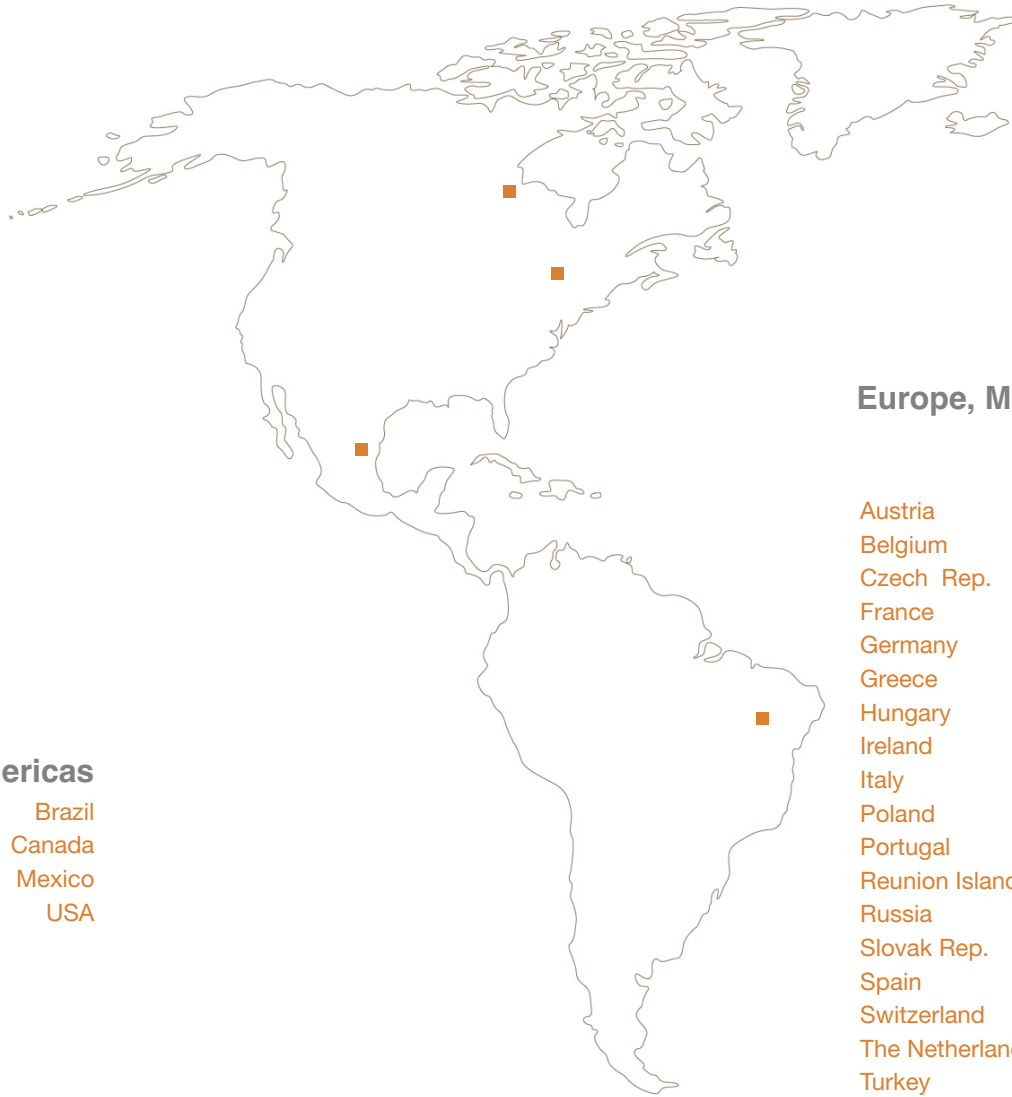 Europe, M
Austria
Belgium
Czech Rep.
France
Germany
Greece
Hungary
Ireland
Italy
Poland
Portugal
Reunion Island
Russia
Slovak Rep.
Spain
Switzerland
The Netherlan
Turkey
ericas
Brazil
Canada
Mexico
USA